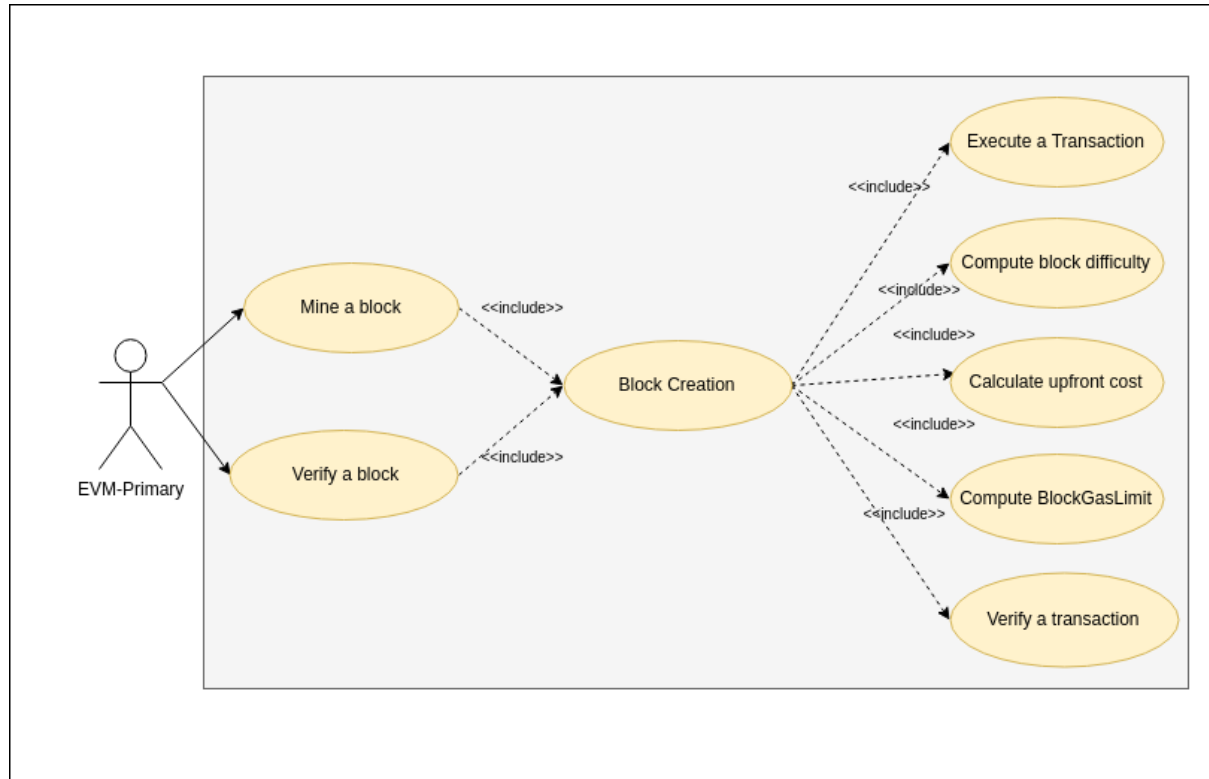 Execute a Transaction
<<include>>
Compute block difficulty
<<include>>
Mine a block
<<include>>
<<include>>
Block Creation
Calculate upfront cost
<<include>>
Verify a block
<<include>>
EVM-Primary
Compute BlockGasLimit
<<include>>
Verify a transaction